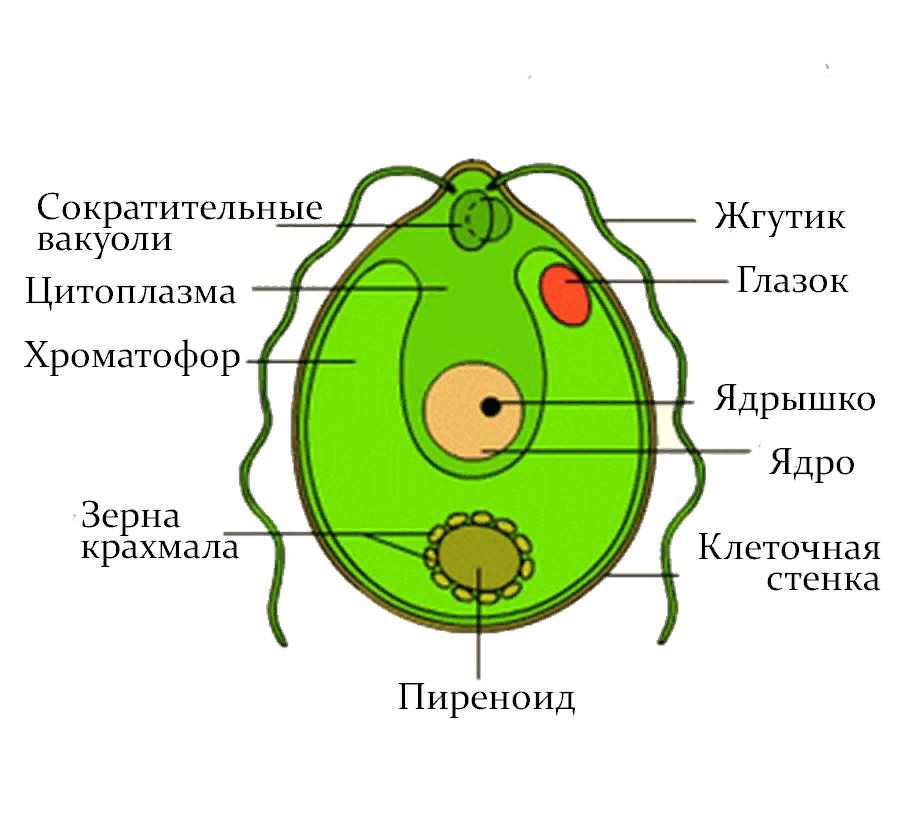 Сократительные
вакуоли
Цитоплазма
Хроматофор
Зерна
крахмала
Жгутик
Глазок
Ядрышко
Ядро
Клеточная
стенка
Пиреноид